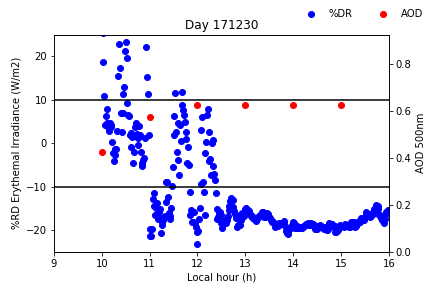 %DR AOD
Day 171230
%RD Erythemal Irradiance (W/m2)
20
10
0
−10
−20
0.8
0.6
0.4
0.2
0.0
AOD 500nm
9 10 11 12 13 14 15 16
Local hour (h)